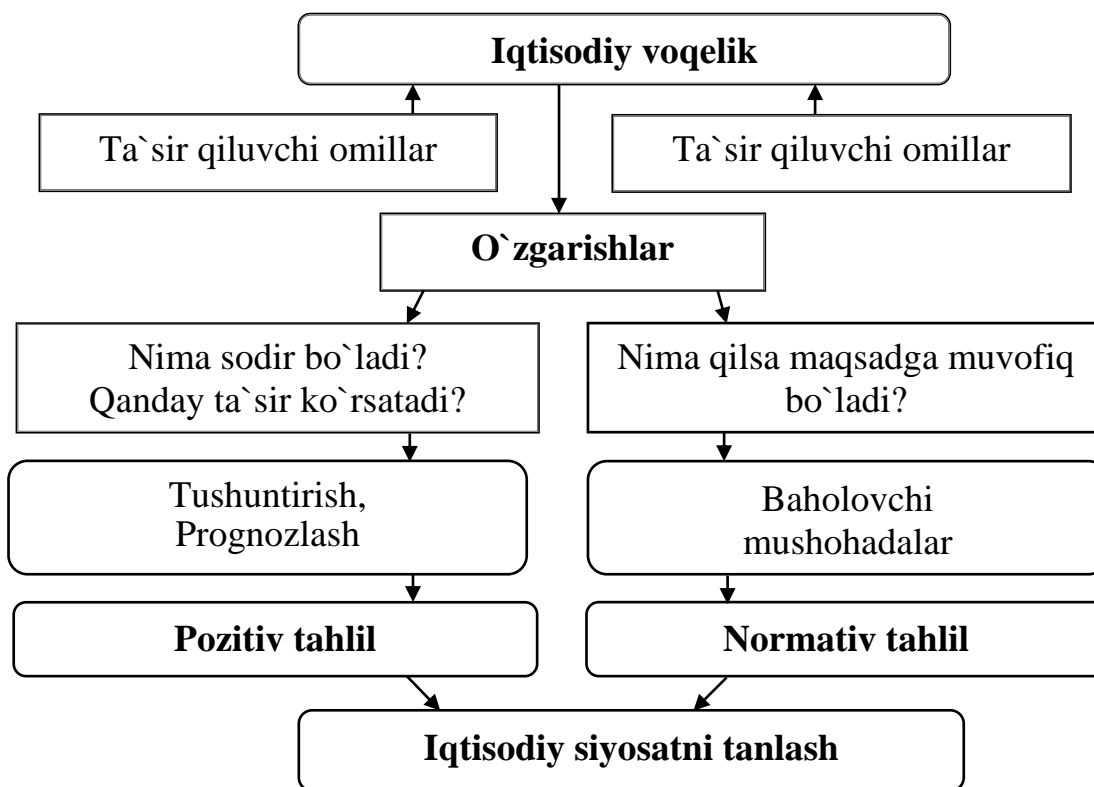 Iqtisodiy voqelik
Ta`sir qiluvchi omillar
Ta`sir qiluvchi omillar
O`zgarishlar
Nima sodir bo`ladi?
Qanday ta`sir ko`rsatadi?
Nima qilsa maqsadga muvofiq
bo`ladi?
Tushuntirish,
Prognozlash
Baholovchi
mushohadalar
Pozitiv tahlil
Normativ tahlil
Iqtisodiy siyosatni tanlash